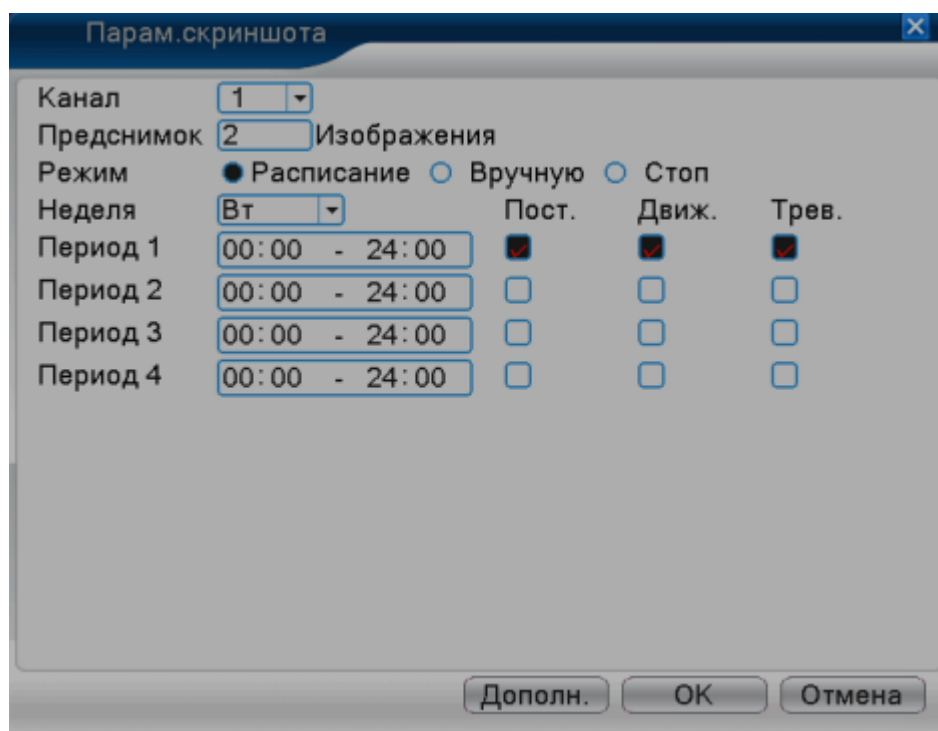 Парам.скриншота
Канал 1
Предснимок 2 Изображения
Режим Расписание Вручную Стоп
Неделя Вт Пост. Движ. Трев.
Период 1 00:00 - 24:00
Период 2 00:00 - 24:00
Период 3 00:00 - 24:00
Период 4 00:00 - 24:00
Дополн. OK Отмена